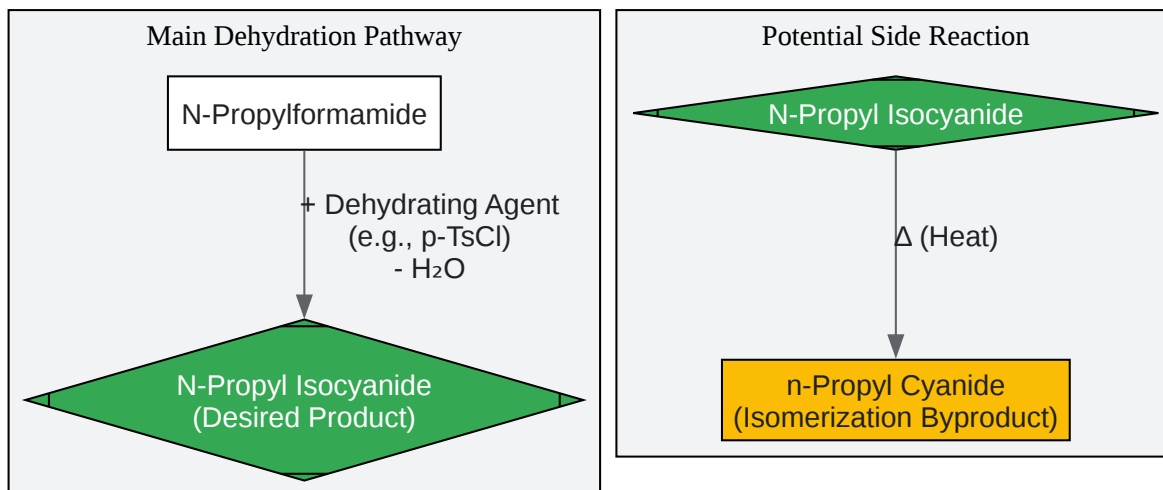 Main Dehydration Pathway
N-Propylformamide
+ Dehydrating Agent
(e.g., p-TsCl)
- H₂O
N-Propyl Isocyanide
(Desired Product)
Potential Side Reaction
N-Propyl Isocyanide
Δ (Heat)
n-Propyl Cyanide
(Isomerization Byproduct)